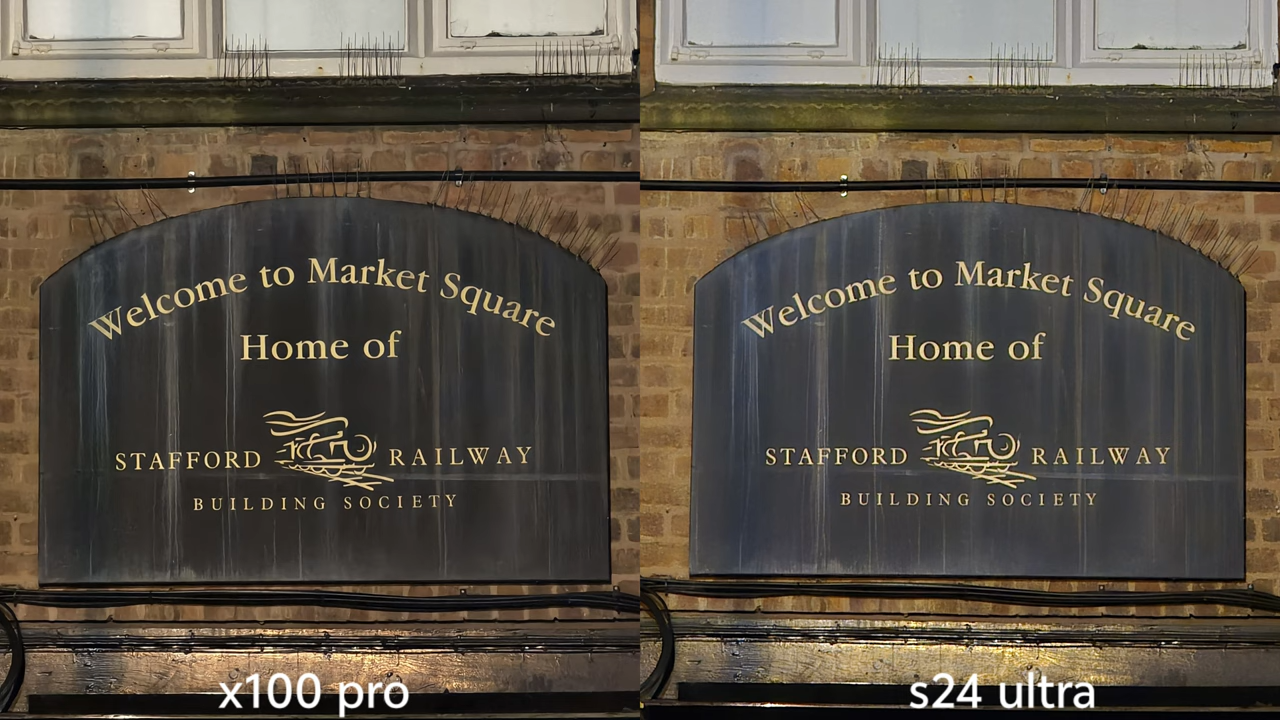 Welcome to Market Square
Home of
STAFFORD RAILWAY
BUILDING SOCIETY
x100 pro
Welcome to Market Square
Home of
STAFFORD RAILWAY
BUILDING SOCIETY
s24 ultra